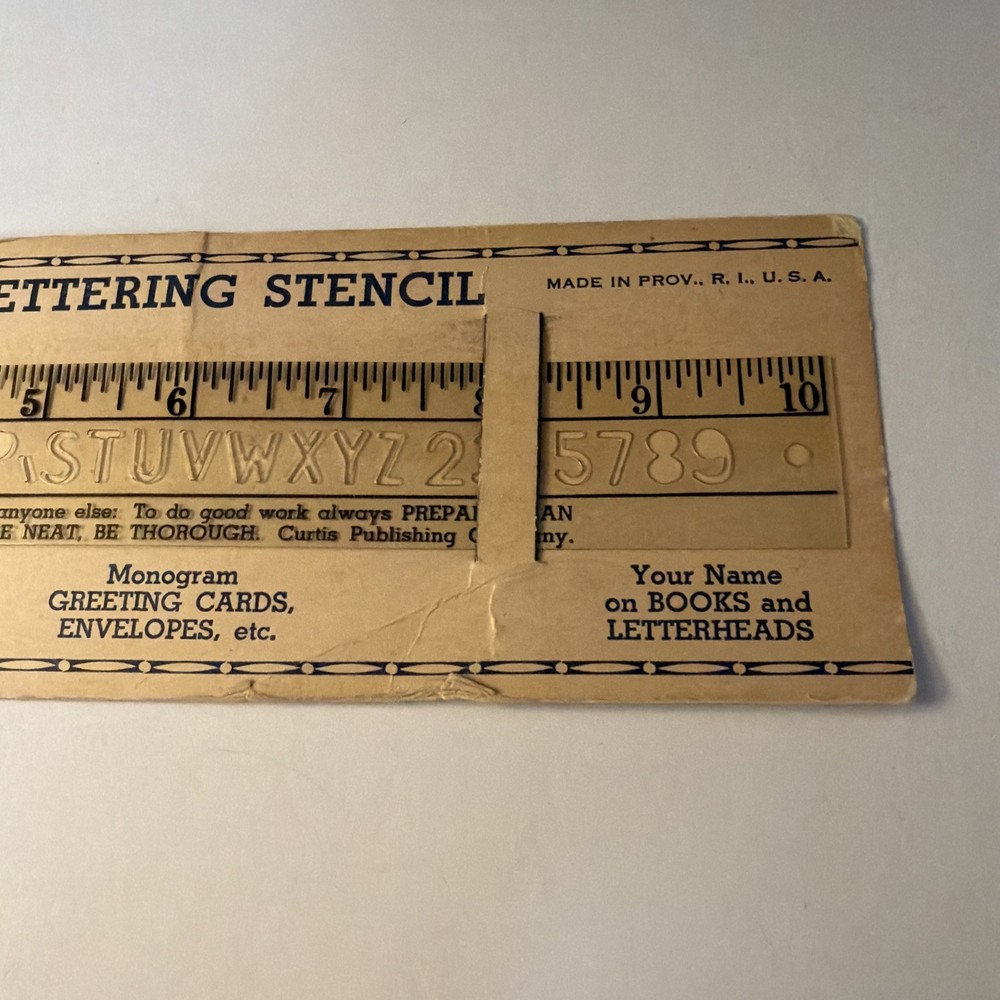 ETTERING STENCIL
MADE IN PROV., R. I., U. S. A.
5 6 7 8 9 10
STUVWXYZ 2 5789
anyone else: To do good work always PREPA AN
E NEAT, BE THOROUGH. Curtis Publishing C ny.
Monogram
GREETING CARDS,
ENVELOPES, etc.
Your Name
on BOOKS and
LETTERHEADS